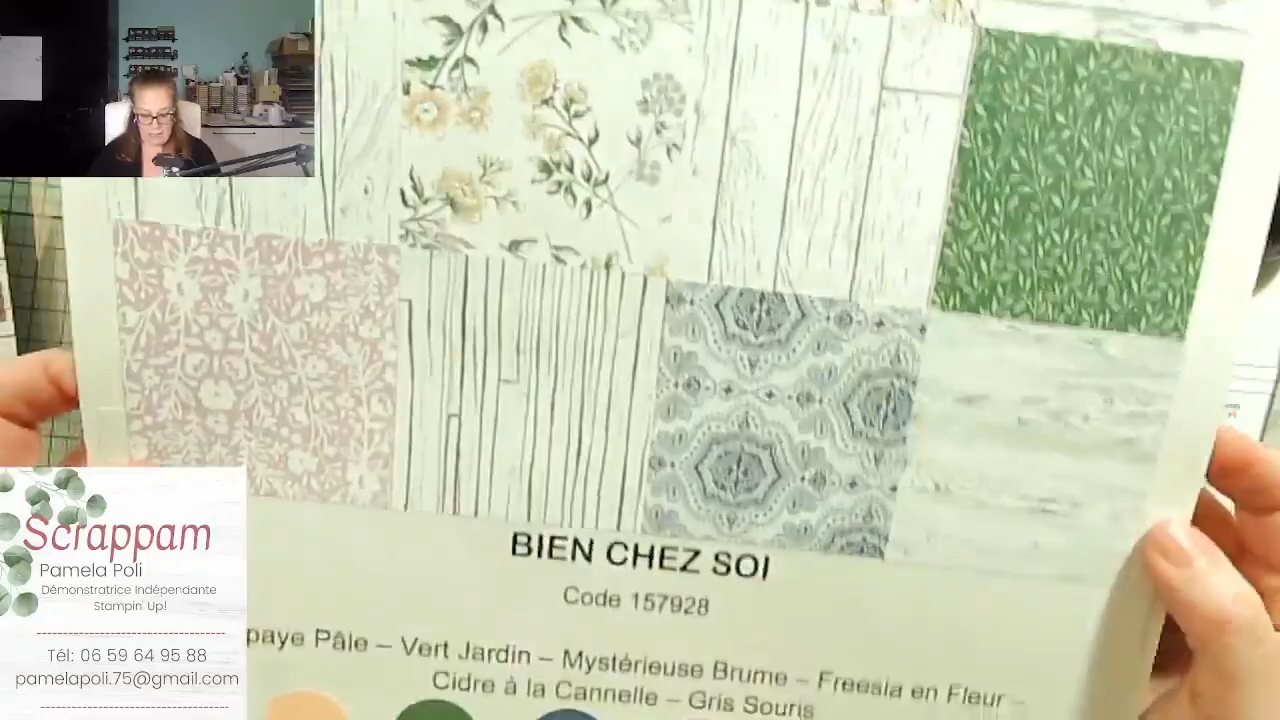 Scrappam
Pamela Poli
Démonstratrice Indépendante
Stampin' Up!
Tél: 06 59 64 95 88
pamelapoli.75@gmail.com
BIEN CHEZ SOI
Code 157928
paye Pâle – Vert Jardin – Mystérieuse Brume – Freesia en Fleur –
Cidre à la Cannelle – Gris Souris